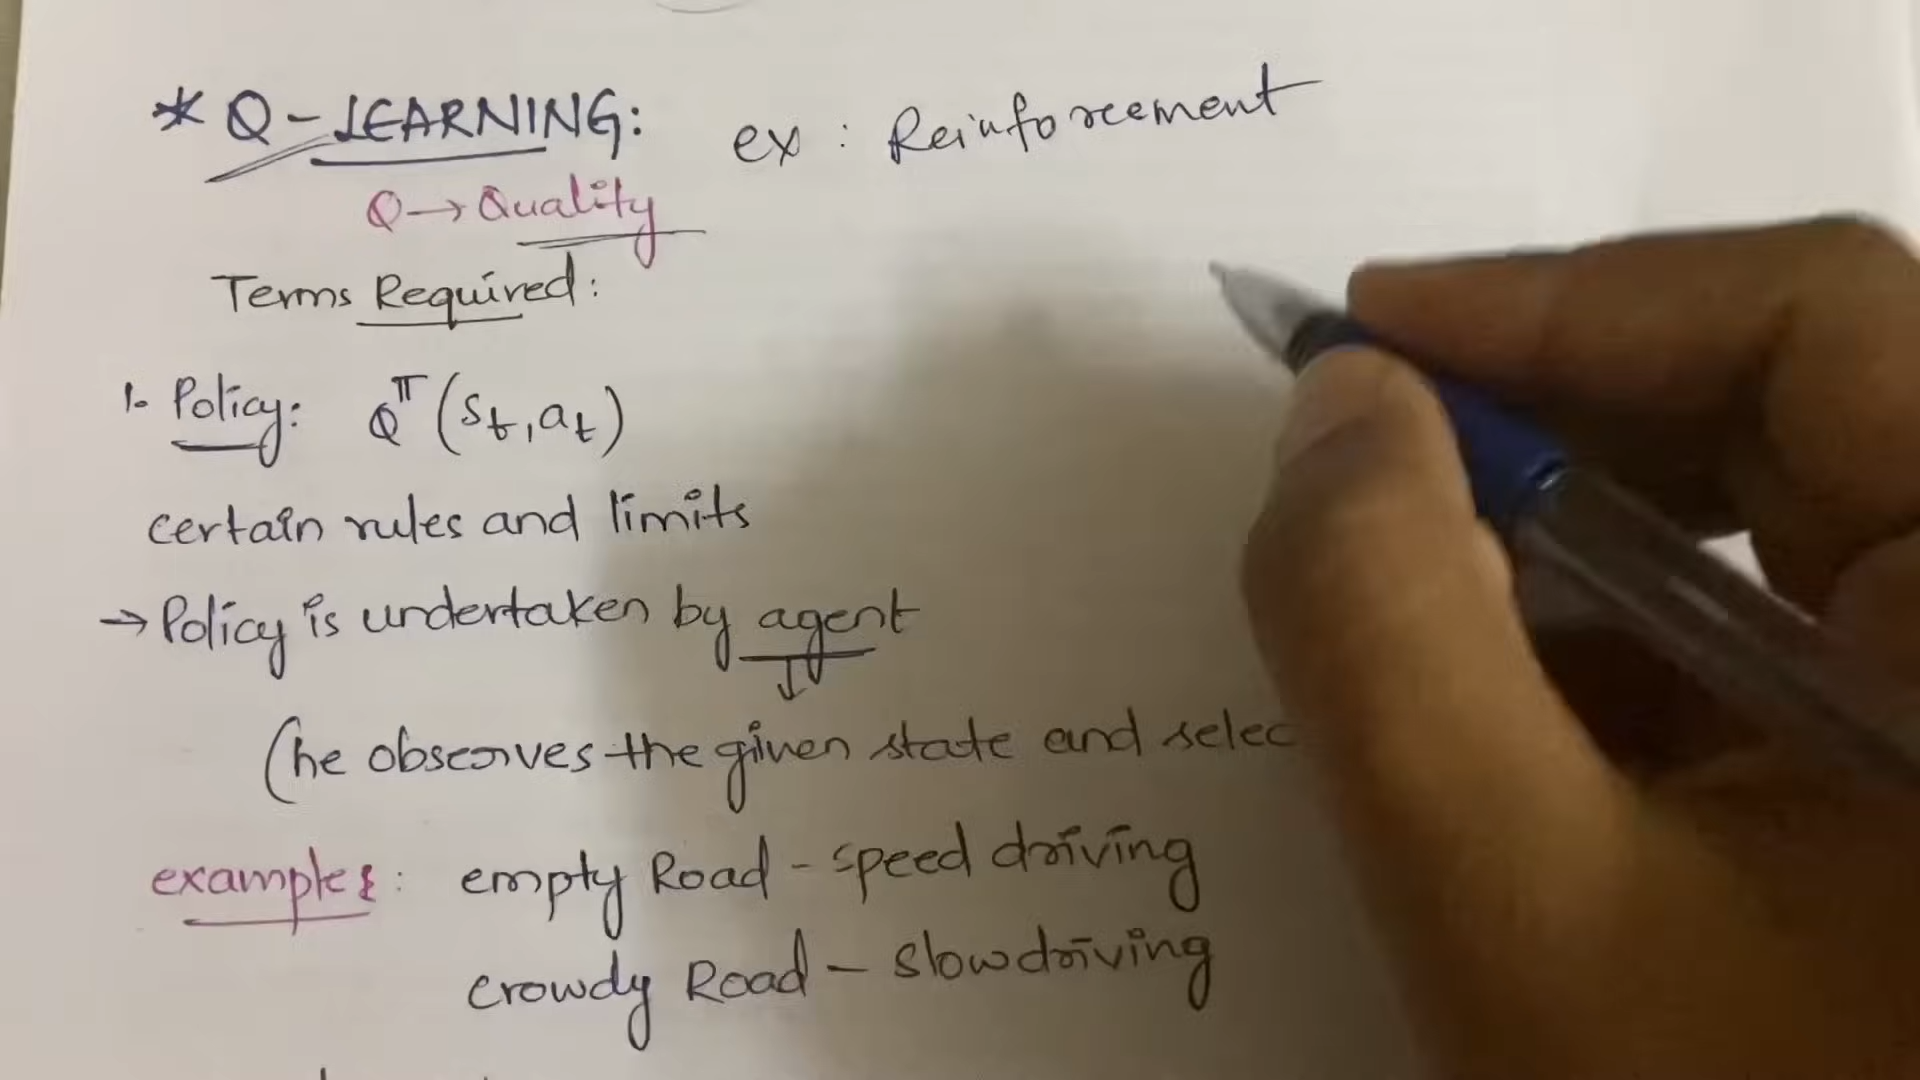 * Q-LEARNING: ex : Reinforcement
Q → Quality
Terms Required:
1. Policy: Q^π (s_t, a_t)
certain rules and limits
→ Policy is undertaken by agent
↓
(he observes the given state and selec
examples: empty Road - speed driving
crowdy Road - slow driving